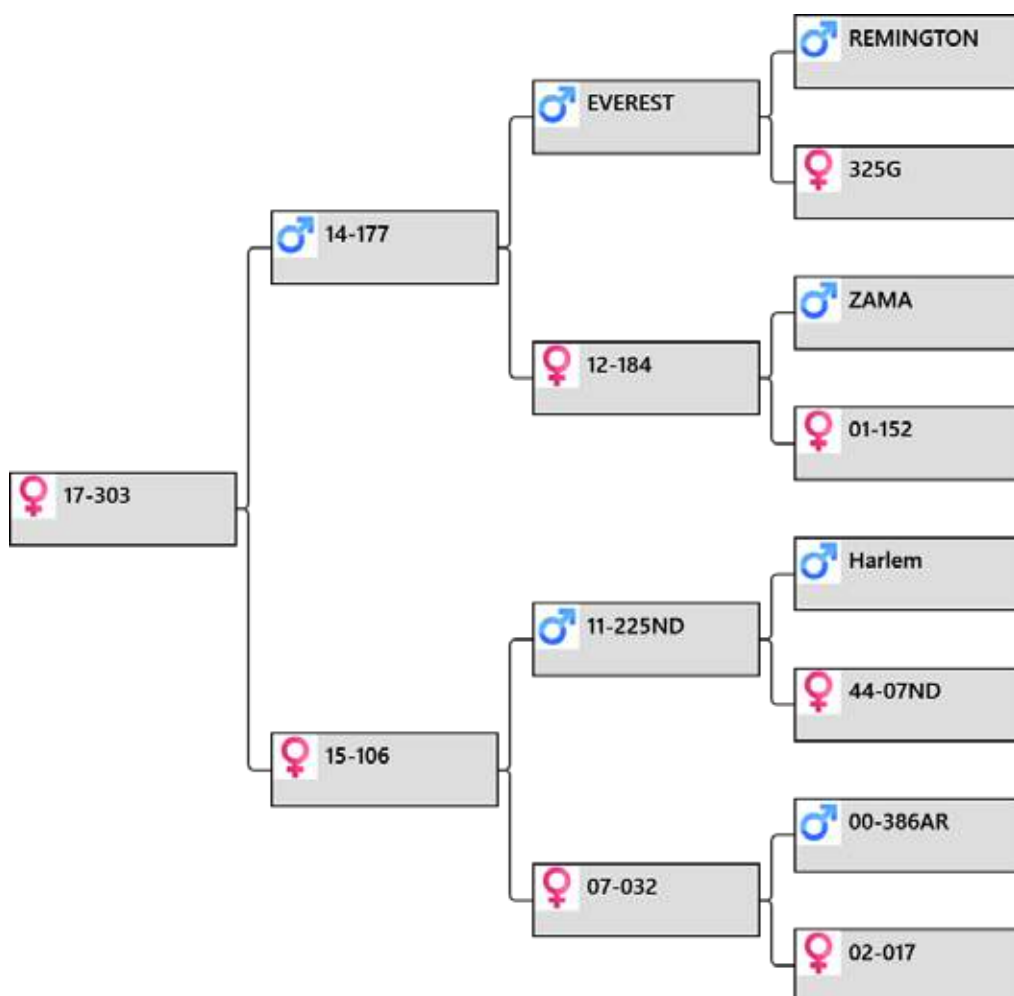 REMINGTON
EVEREST
325G
14-177
ZAMA
12-184
01-152
17-303
Harlem
11-225ND
44-07ND
15-106
00-386AR
07-032
02-017